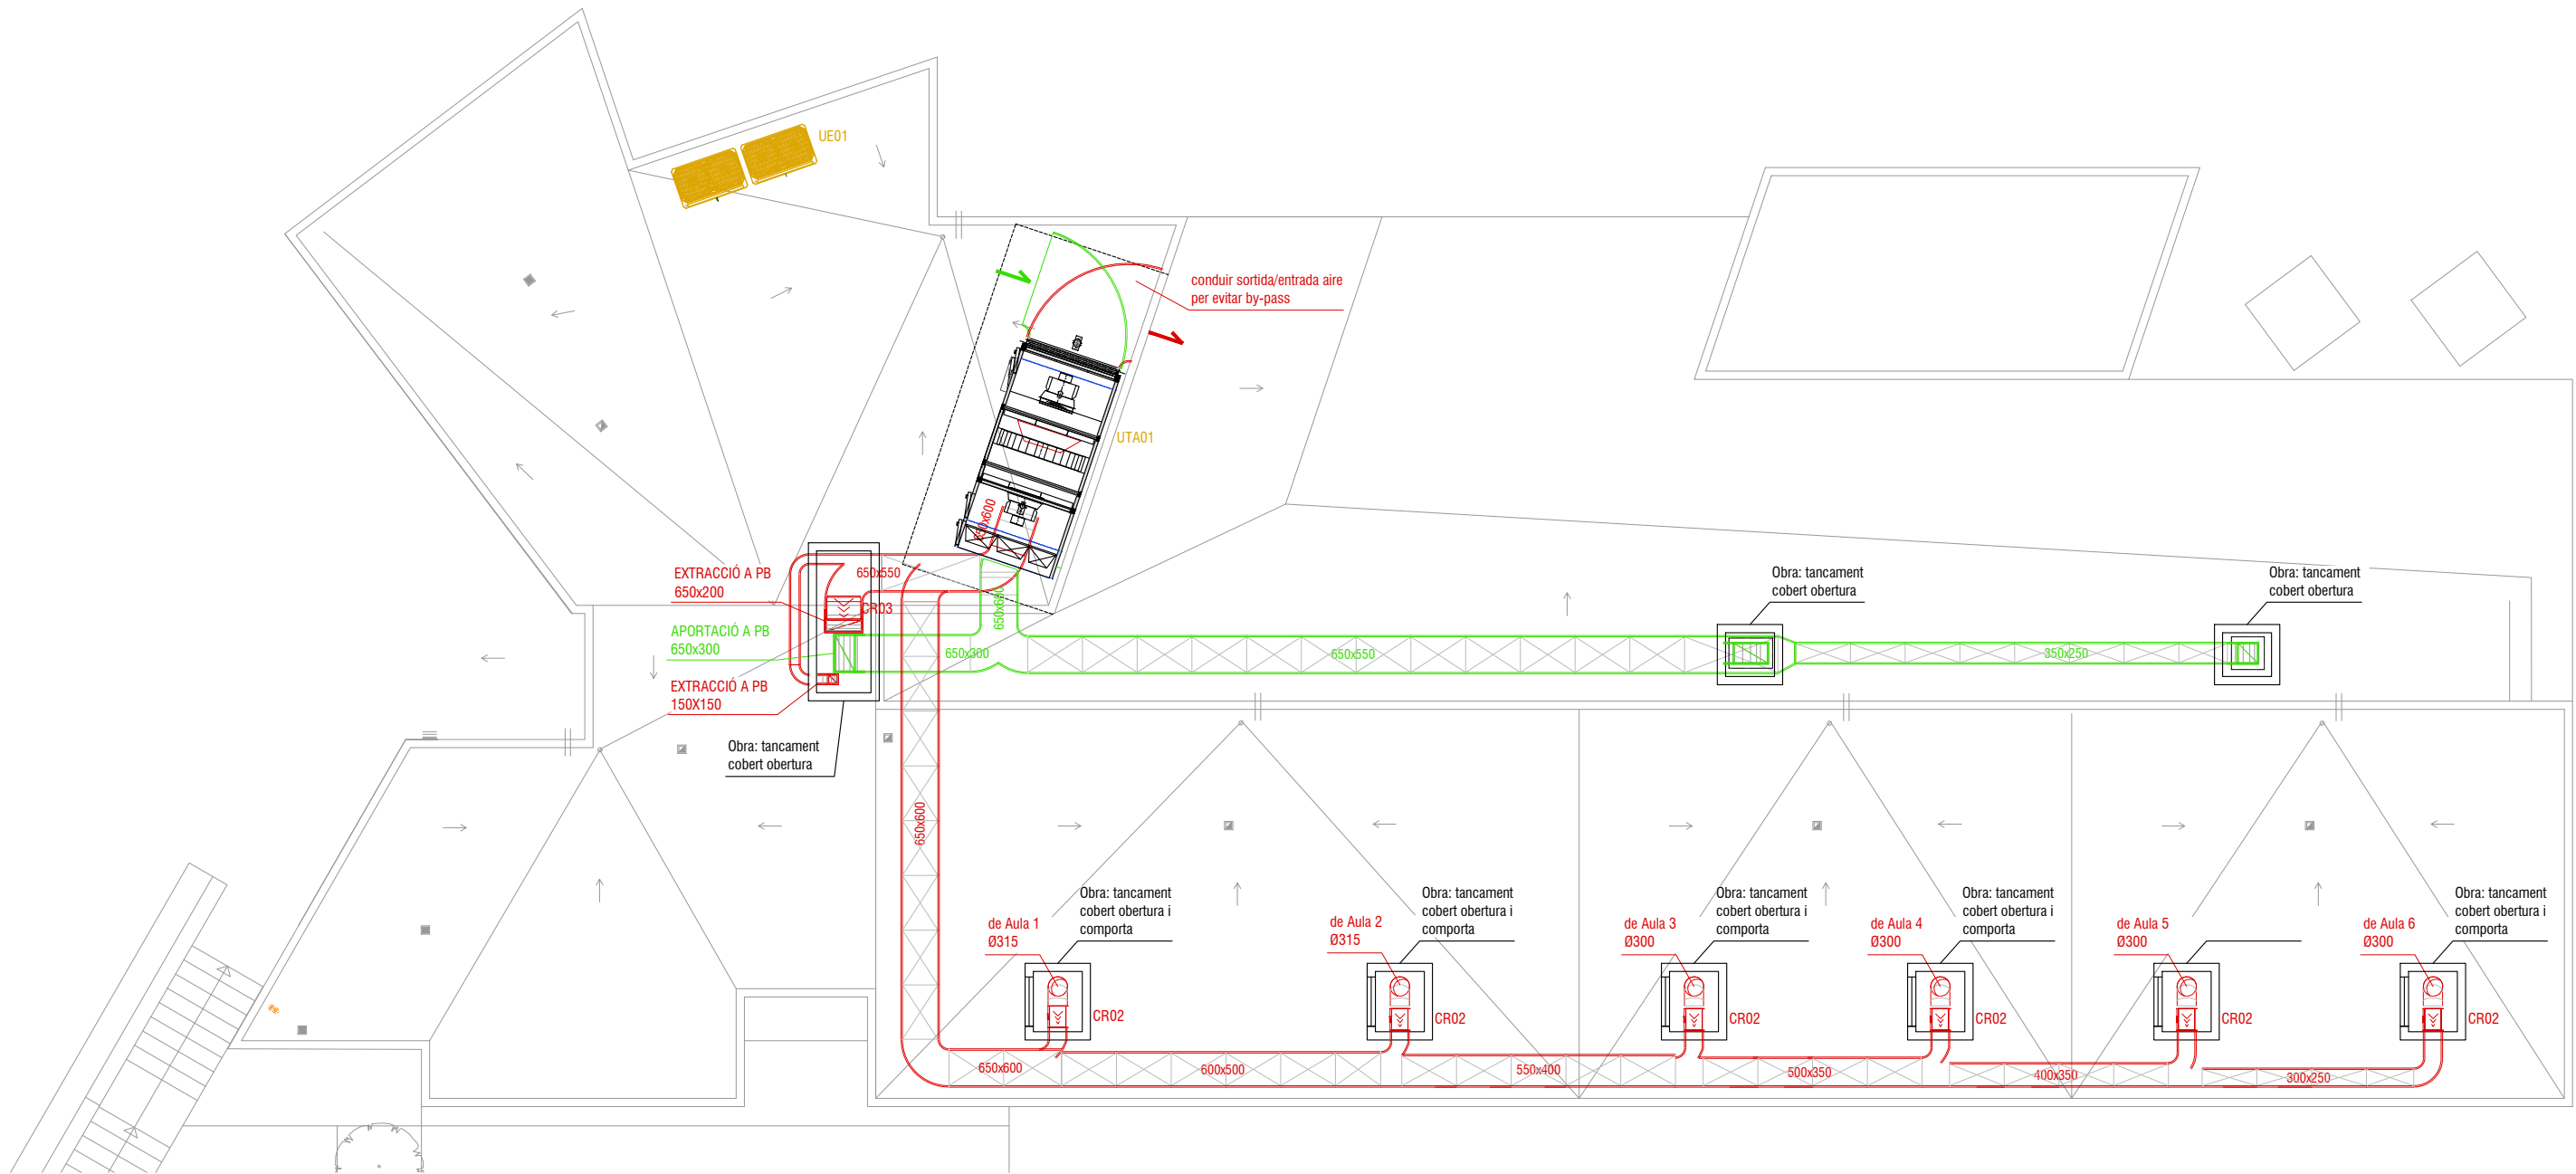 UE01
conduir sortida/entrada aire
per evitar by-pass
UTA01
650x600
650x550
EXTRACCIÓ A PB
650x200
CR03
650x600
APORTACIÓ A PB
650x300
650x300
650x550
350x250
EXTRACCIÓ A PB
150X150
Obra: tancament
cobert obertura
Obra: tancament
cobert obertura
Obra: tancament
cobert obertura
650x600
de Aula 1
Ø315
Obra: tancament
cobert obertura i
comporta
CR02
de Aula 2
Ø315
Obra: tancament
cobert obertura i
comporta
CR02
de Aula 3
Ø300
Obra: tancament
cobert obertura i
comporta
CR02
de Aula 4
Ø300
Obra: tancament
cobert obertura i
comporta
CR02
de Aula 5
Ø300
CR02
de Aula 6
Ø300
Obra: tancament
cobert obertura i
comporta
CR02
650x600
600x500
550x400
500x350
400x350
300x250